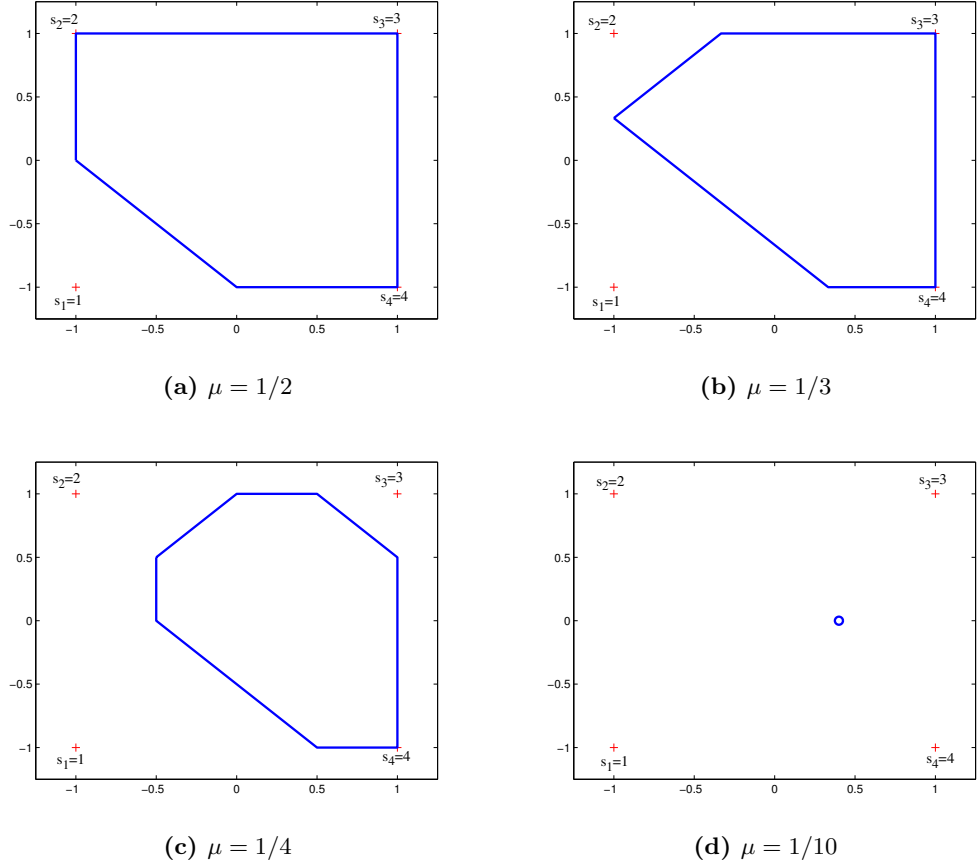 s₂=2 s₃=3
1
0.5
0
−0.5
−1
s₁=1 s₄=4
−1 −0.5 0 0.5 1
(a) μ = 1/2
s₂=2 s₃=3
1
0.5
0
−0.5
−1
s₁=1 s₄=4
−1 −0.5 0 0.5 1
(b) μ = 1/3
s₂=2 s₃=3
1
0.5
0
−0.5
−1
s₁=1 s₄=4
−1 −0.5 0 0.5 1
(c) μ = 1/4
s₂=2 s₃=3
1
0.5
0
−0.5
−1
s₁=1 s₄=4
−1 −0.5 0 0.5 1
(d) μ = 1/10